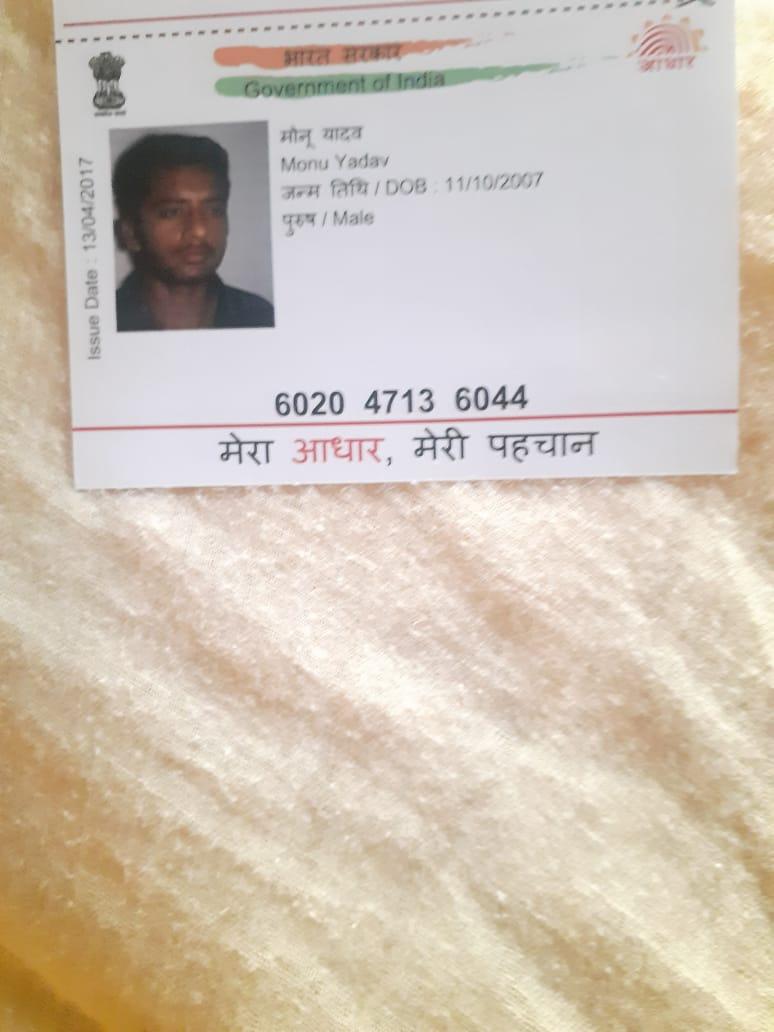 भारत सरकार
Government of India
आधार
मोनू यादव
Monu Yadav
जन्म तिथि / DOB : 11/10/2007
पुरुष / Male
Issue Date : 13/04/2017
6020 4713 6044
मेरा आधार, मेरी पहचान